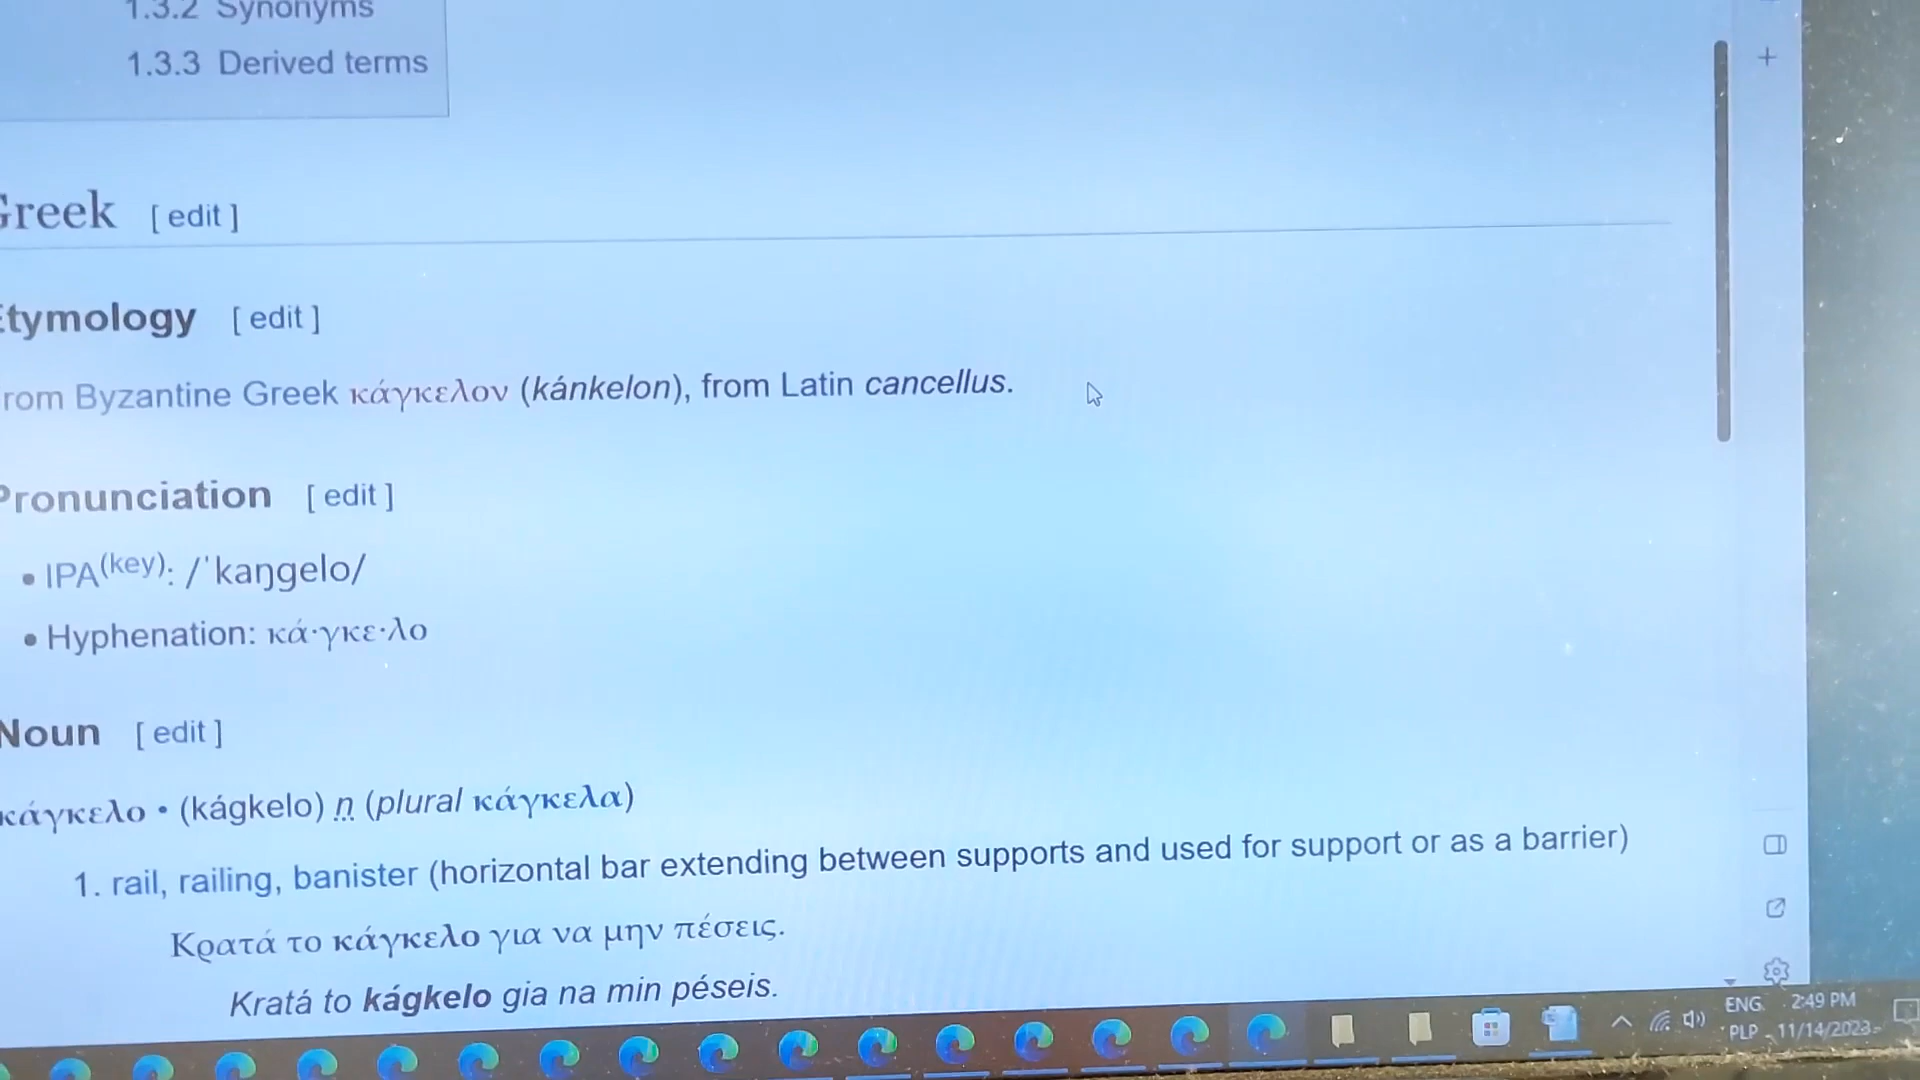 1.3.2 Synonyms
1.3.3 Derived terms
Greek [ edit ]
Etymology [ edit ]
rom Byzantine Greek κάγκελον (kánkelon), from Latin cancellus.
Pronunciation [ edit ]
• IPA(key): /ˈkaŋɡelo/
• Hyphenation: κά·γκε·λο
Noun [ edit ]
κάγκελο • (kágkelo) n (plural κάγκελα)
1. rail, railing, banister (horizontal bar extending between supports and used for support or as a barrier)
Κρατά το κάγκελο για να μην πέσεις.
Kratá to kágkelo gia na min péseis.
ENG 2:49 PM
PLP 11/14/2023